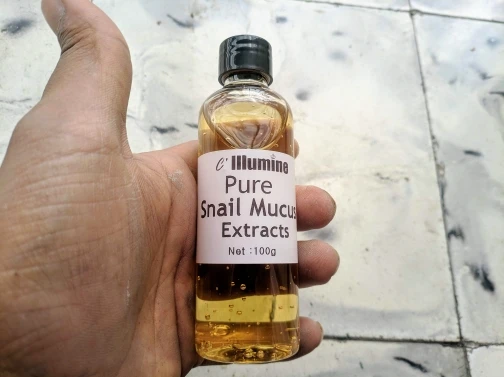 C' Illumine
Pure
Snail Mucus
Extracts
Net :100g